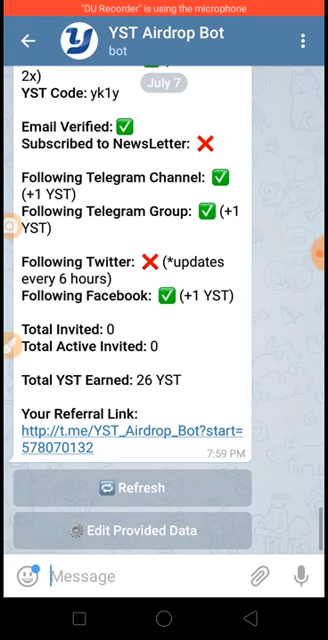 "DU Recorder" is using the microphone
YST Airdrop Bot
bot
2x)
July 7
YST Code: yk1y
Email Verified: ✅
Subscribed to NewsLetter: ❌
Following Telegram Channel: ✅
(+1 YST)
Following Telegram Group: ✅ (+1
YST)
Following Twitter: ❌ (*updates
every 6 hours)
Following Facebook: ✅ (+1 YST)
Total Invited: 0
Total Active Invited: 0
Total YST Earned: 26 YST
Your Referral Link:
http://t.me/YST_Airdrop_Bot?start=
578070132
7:59 PM
Refresh
Edit Provided Data
Message